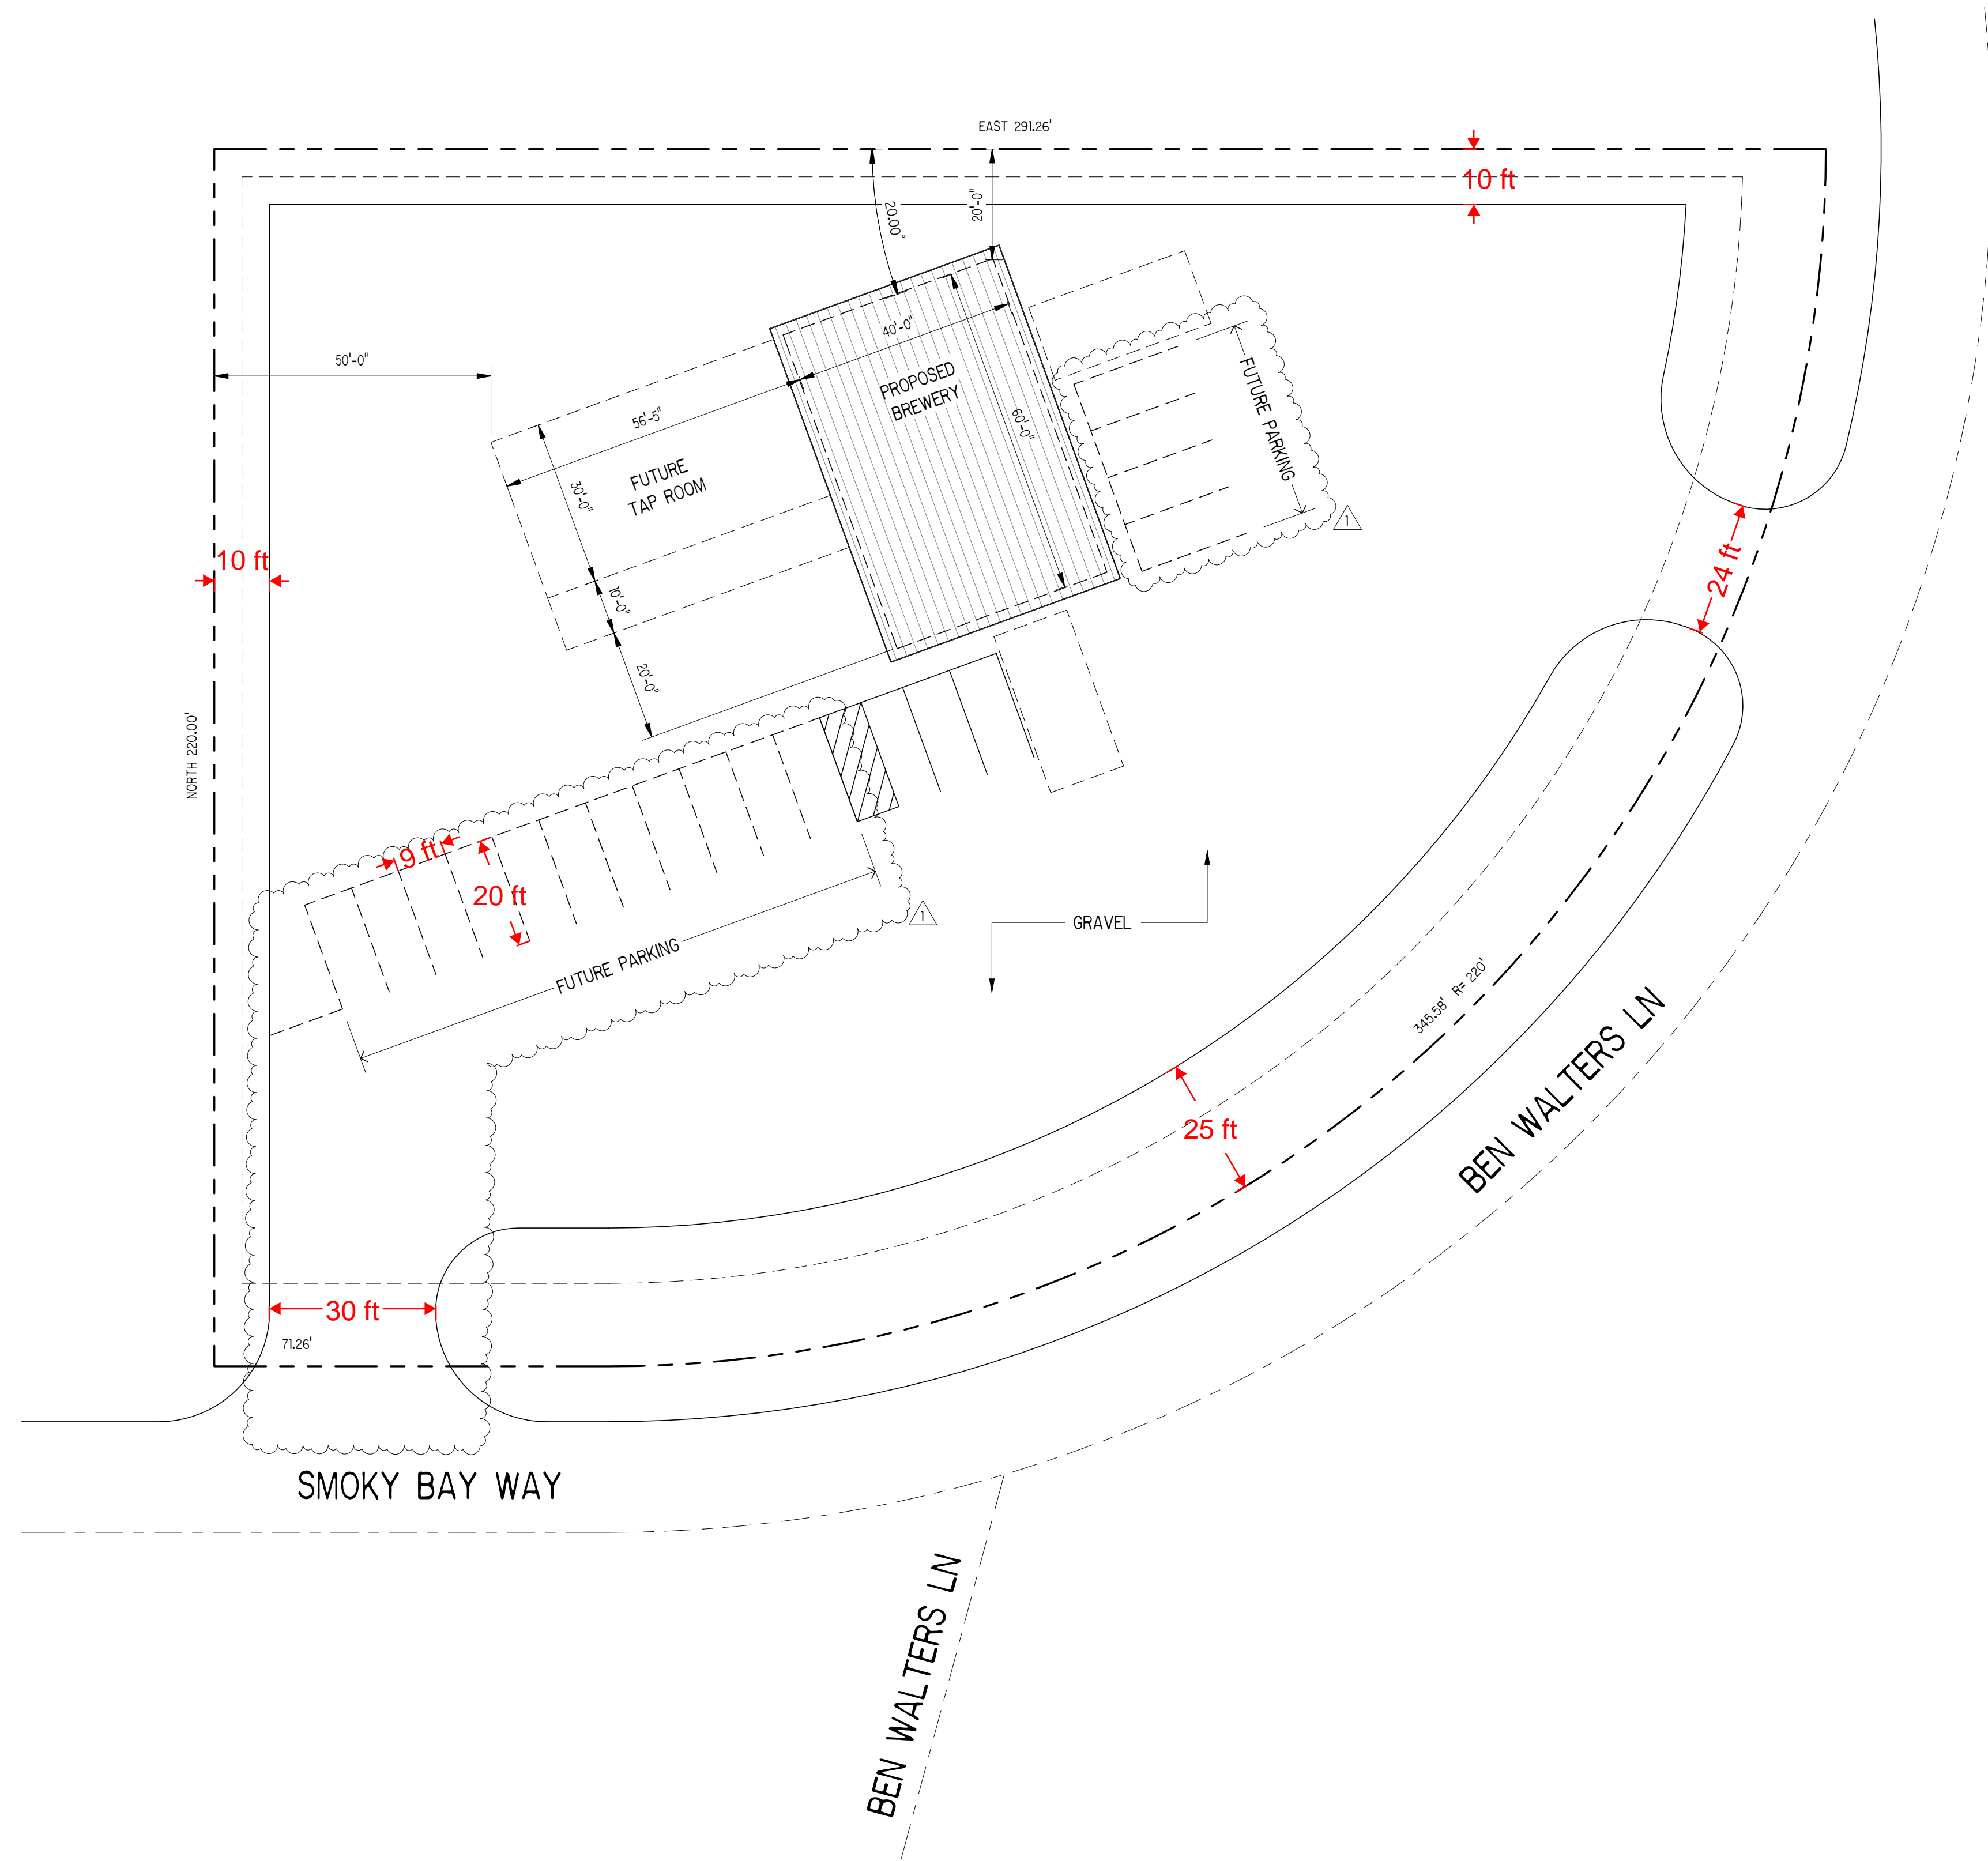 EAST 291.26'
10 ft
20.00°
20'-0"
40'-0"
50'-0"
PROPOSED
BREWERY
56'-5"
60'-0"
FUTURE PARKING
FUTURE
TAP ROOM
30'-0"
1
10 ft
24 ft
10'-0"
20'-0"
NORTH 220.00'
9 ft
20 ft
1
GRAVEL
FUTURE PARKING
345.58' R= 220'
BEN WALTERS LN
25 ft
30 ft
71.26'
SMOKY BAY WAY
BEN WALTERS LN